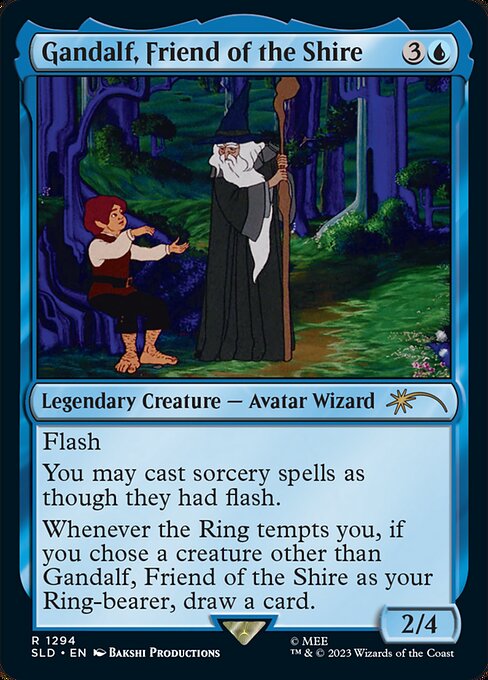 Gandalf, Friend of the Shire 3
Legendary Creature — Avatar Wizard
Flash
You may cast sorcery spells as
though they had flash.
Whenever the Ring tempts you, if
you chose a creature other than
Gandalf, Friend of the Shire as your
Ring-bearer, draw a card.
2/4
R 1294
SLD • EN Bakshi Productions
© MEE
™ & © 2023 Wizards of the Coast